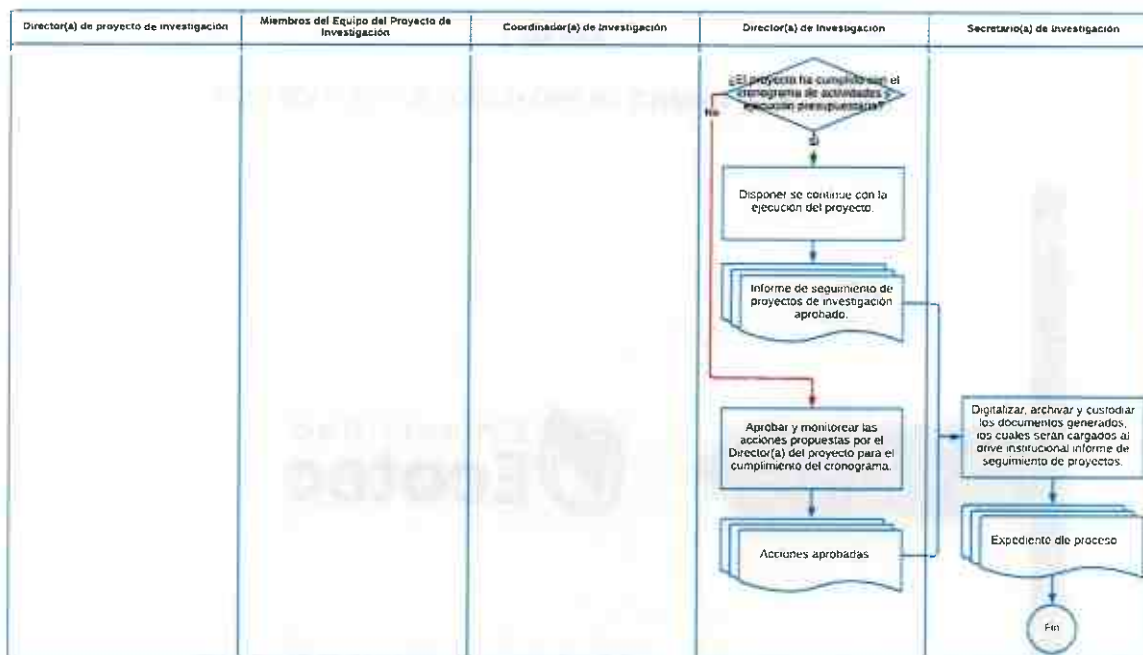 Director(a) de proyecto de investigación
Miembros del Equipo del Proyecto de
Investigación
Coordinador(a) de Investigación
Director(a) de Investigación
Secretario(a) de Investigación
¿El proyecto ha cumplido con el
cronograma de actividades y
ejecución presupuestaria?
No
Si
Disponer se continue con la
ejecución del proyecto.
Informe de seguimiento de
proyectos de investigación
aprobado.
Aprobar y monitorear las
acciones propuestas por el
Director(a) del proyecto para el
cumplimiento del cronograma.
Acciones aprobadas
Digitalizar, archivar y custodiar
los documentos generados,
los cuales serán cargados al
drive institucional informe de
seguimiento de proyectos.
Expediente de proceso
Fin